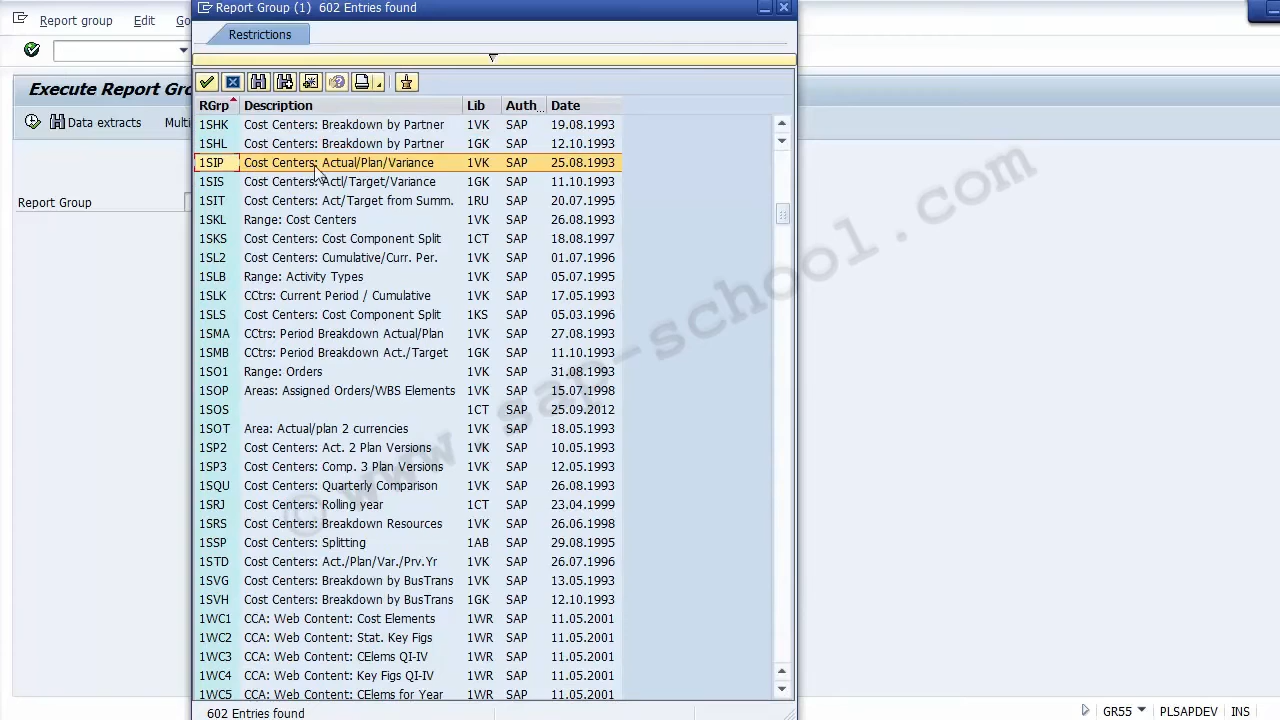 Report Group (1)  602 Entries found
Report group Edit Go
Restrictions
Execute Report Gro
Data extracts Multi
RGrp Description Lib Auth... Date
1SHK Cost Centers: Breakdown by Partner 1VK SAP 19.08.1993
1SHL Cost Centers: Breakdown by Partner 1GK SAP 12.10.1993
1SIP Cost Centers: Actual/Plan/Variance 1VK SAP 25.08.1993
1SIS Cost Centers: Actl/Target/Variance 1GK SAP 11.10.1993
1SIT Cost Centers: Act/Target from Summ. 1RU SAP 20.07.1995
Report Group
1SKL Range: Cost Centers 1VK SAP 26.08.1993
1SKS Cost Centers: Cost Component Split 1CT SAP 18.08.1997
1SL2 Cost Centers: Cumulative/Curr. Per. 1VK SAP 01.07.1996
1SLB Range: Activity Types 1VK SAP 05.07.1995
1SLK CCtrs: Current Period / Cumulative 1VK SAP 17.05.1993
1SLS Cost Centers: Cost Component Split 1KS SAP 05.03.1996
1SMA CCtrs: Period Breakdown Actual/Plan 1VK SAP 27.08.1993
1SMB CCtrs: Period Breakdown Act./Target 1GK SAP 11.10.1993
1SO1 Range: Orders 1VK SAP 31.08.1993
1SOP Areas: Assigned Orders/WBS Elements 1VK SAP 15.07.1998
1SOS 1CT SAP 25.09.2012
1SOT Area: Actual/plan 2 currencies 1VK SAP 18.05.1993
1SP2 Cost Centers: Act. 2 Plan Versions 1VK SAP 10.05.1993
1SP3 Cost Centers: Comp. 3 Plan Versions 1VK SAP 12.05.1993
1SQU Cost Centers: Quarterly Comparison 1VK SAP 26.08.1993
1SRJ Cost Centers: Rolling year 1CT SAP 23.04.1999
1SRS Cost Centers: Breakdown Resources 1VK SAP 26.06.1998
1SSP Cost Centers: Splitting 1AB SAP 29.08.1995
1STD Cost Centers: Act./Plan/Var./Prv.Yr 1VK SAP 26.07.1996
1SVG Cost Centers: Breakdown by BusTrans 1VK SAP 13.05.1993
1SVH Cost Centers: Breakdown by BusTrans 1GK SAP 12.10.1993
1WC1 CCA: Web Content: Cost Elements 1WR SAP 11.05.2001
1WC2 CCA: Web Content: Stat. Key Figs 1WR SAP 11.05.2001
1WC3 CCA: Web Content: CElems QI-IV 1WR SAP 11.05.2001
1WC4 CCA: Web Content: Key Figs QI-IV 1WR SAP 11.05.2001
1WC5 CCA: Web Content: CElems for Year 1WR SAP 11.05.2001
602 Entries found
GR55 PLSAPDEV INS
© www.sap-school.com